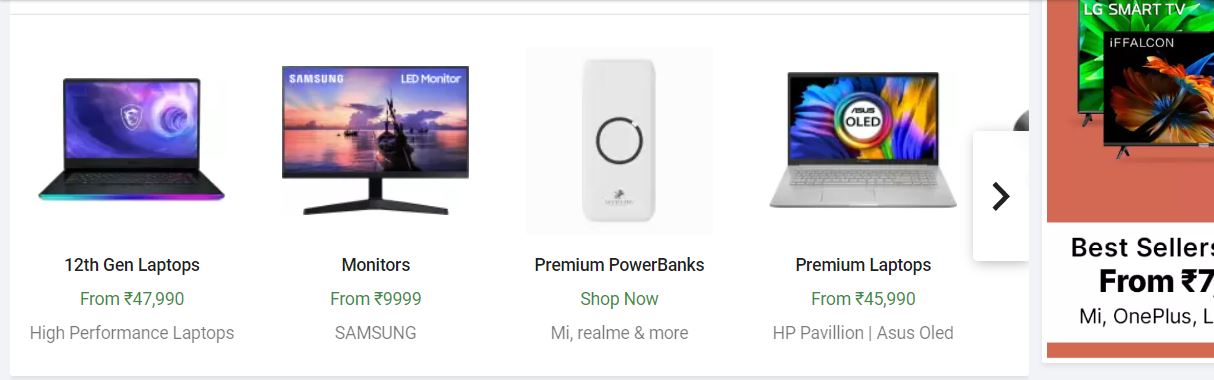 LG SMART TV
iFFALCON
SAMSUNG
LED Monitor
ASUS
OLED
12th Gen Laptops
From ₹47,990
High Performance Laptops
Monitors
From ₹9999
SAMSUNG
Premium PowerBanks
Shop Now
Mi, realme & more
Premium Laptops
From ₹45,990
HP Pavillion | Asus Oled
Best Sellers
From ₹7,
Mi, OnePlus, L